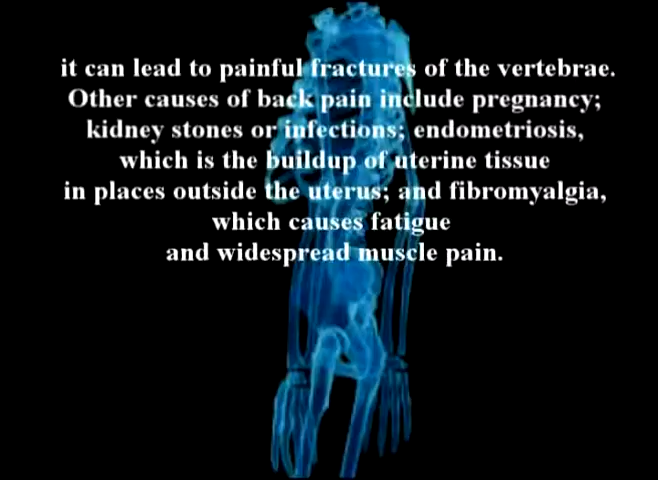 it can lead to painful fractures of the vertebrae.
Other causes of back pain include pregnancy;
kidney stones or infections; endometriosis,
which is the buildup of uterine tissue
in places outside the uterus; and fibromyalgia,
which causes fatigue
and widespread muscle pain.